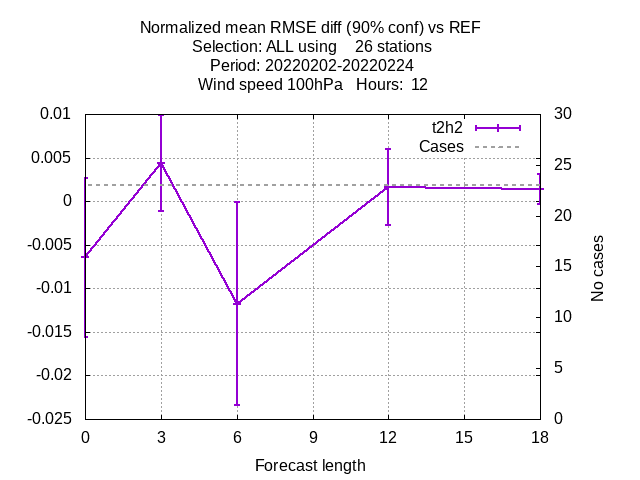 Normalized mean RMSE diff (90% conf) vs REF
Selection: ALL using    26 stations
Period: 20220202-20220224
Wind speed 100hPa   Hours:  12
t2h2
Cases
0.01
0.005
0
-0.005
-0.01
-0.015
-0.02
-0.025
30
25
20
15
10
5
0
No cases
0 3 6 9 12 15 18
Forecast length